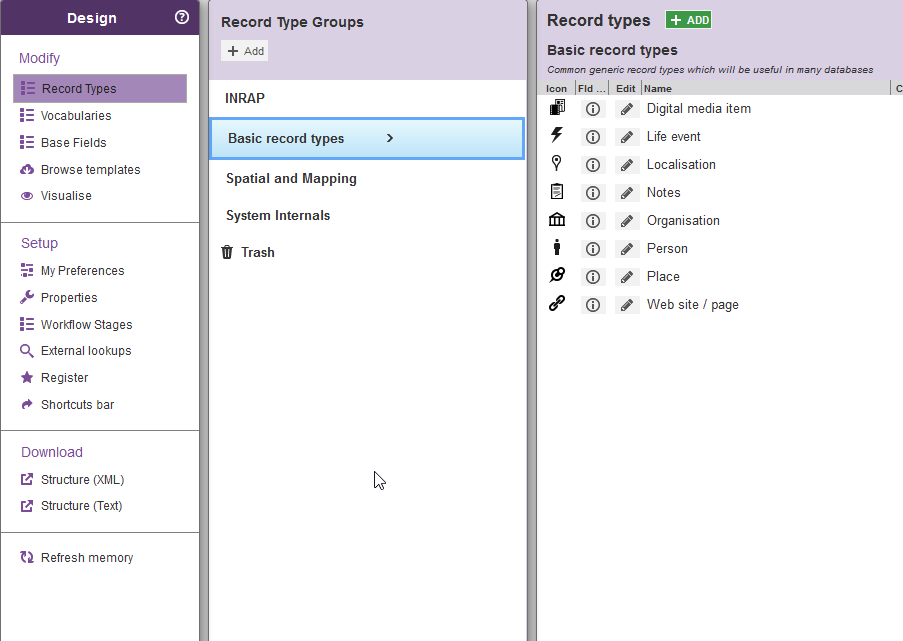 Design
Modify
Record Types
Vocabularies
Base Fields
Browse templates
Visualise
Setup
My Preferences
Properties
Workflow Stages
External lookups
Register
Shortcuts bar
Download
Structure (XML)
Structure (Text)
Refresh memory
Record Type Groups
+ Add
INRAP
Basic record types >
Spatial and Mapping
System Internals
Trash
Record types + ADD
Basic record types
Common generic record types which will be useful in many databases
Icon Fld ... Edit Name C
Digital media item
Life event
Localisation
Notes
Organisation
Person
Place
Web site / page